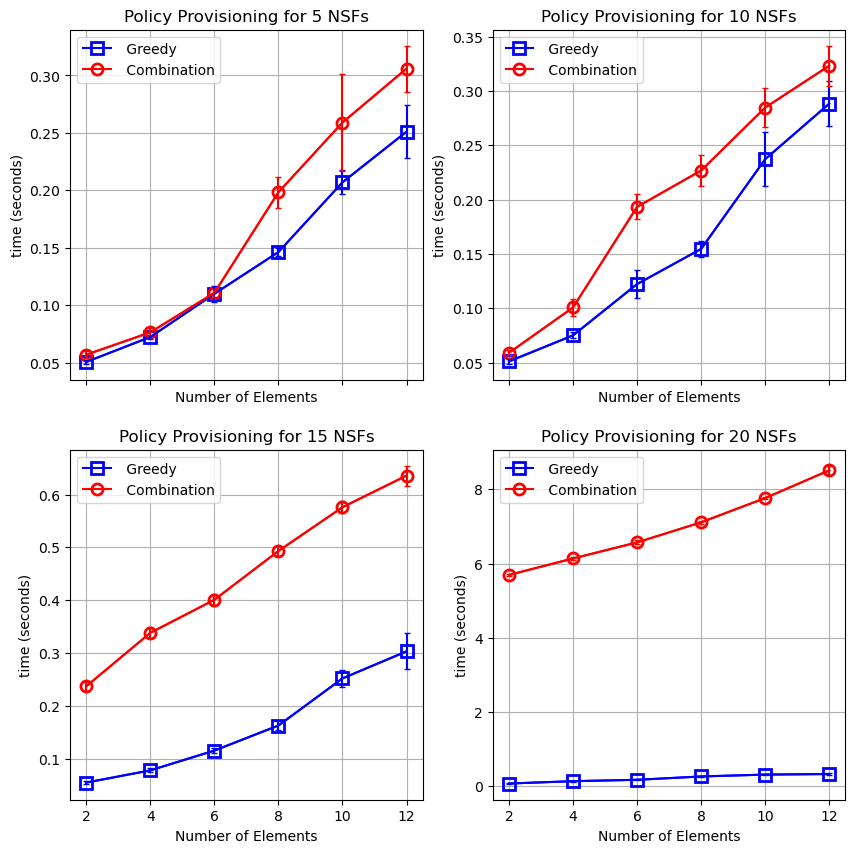 Policy Provisioning for 5 NSFs
Greedy
Combination
0.30
0.25
0.20
0.15
0.10
0.05
time (seconds)
Number of Elements
Policy Provisioning for 10 NSFs
Greedy
Combination
0.35
0.30
0.25
0.20
0.15
0.10
0.05
time (seconds)
Number of Elements
Policy Provisioning for 15 NSFs
Greedy
Combination
0.6
0.5
0.4
0.3
0.2
0.1
time (seconds)
2 4 6 8 10 12
Number of Elements
Policy Provisioning for 20 NSFs
Greedy
Combination
8
6
4
2
0
time (seconds)
2 4 6 8 10 12
Number of Elements